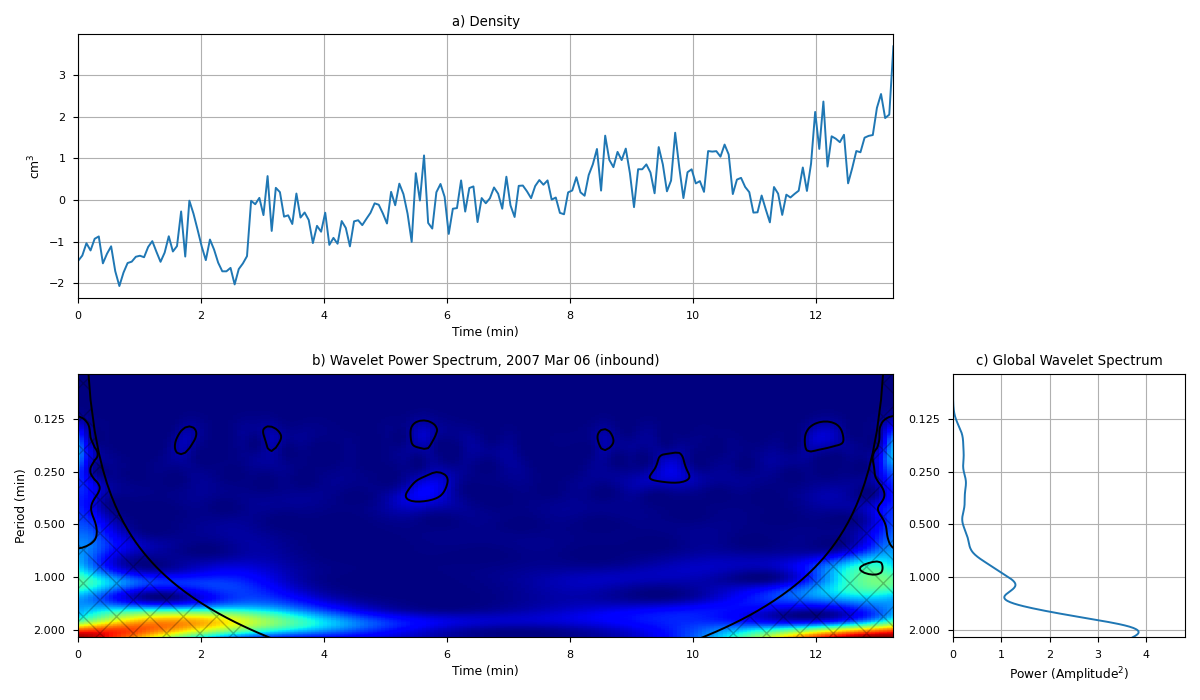 a) Density
cm³
3
2
1
0
−1
−2
0 2 4 6 8 10 12
Time (min)
b) Wavelet Power Spectrum, 2007 Mar 06 (inbound)
Period (min)
0.125
0.250
0.500
1.000
2.000
0 2 4 6 8 10 12
Time (min)
c) Global Wavelet Spectrum
0.125
0.250
0.500
1.000
2.000
0 1 2 3 4
Power (Amplitude²)